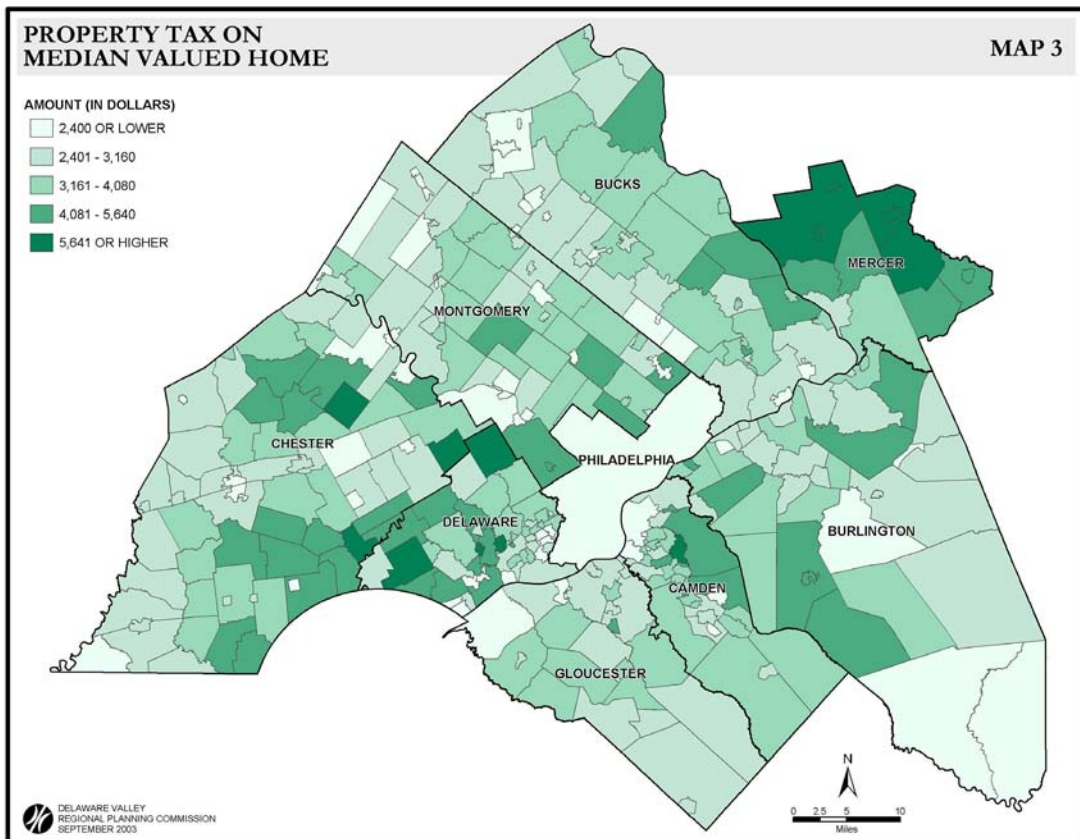 PROPERTY TAX ON
MEDIAN VALUED HOME
MAP 3
AMOUNT (IN DOLLARS)
2,400 OR LOWER
2,401 - 3,160
3,161 - 4,080
4,081 - 5,640
5,641 OR HIGHER
BUCKS
MERCER
MONTGOMERY
CHESTER
PHILADELPHIA
DELAWARE
BURLINGTON
CAMDEN
GLOUCESTER
N
0 2.5 5 10
Miles
DELAWARE VALLEY
REGIONAL PLANNING COMMISSION
SEPTEMBER 2003